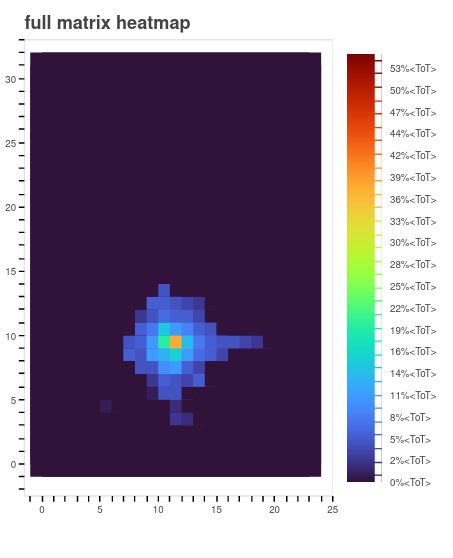 full matrix heatmap
30
25
20
15
10
5
0
0 5 10 15 20 25
53%<ToT>
50%<ToT>
47%<ToT>
44%<ToT>
42%<ToT>
39%<ToT>
36%<ToT>
33%<ToT>
30%<ToT>
28%<ToT>
25%<ToT>
22%<ToT>
19%<ToT>
16%<ToT>
14%<ToT>
11%<ToT>
8%<ToT>
5%<ToT>
2%<ToT>
0%<ToT>